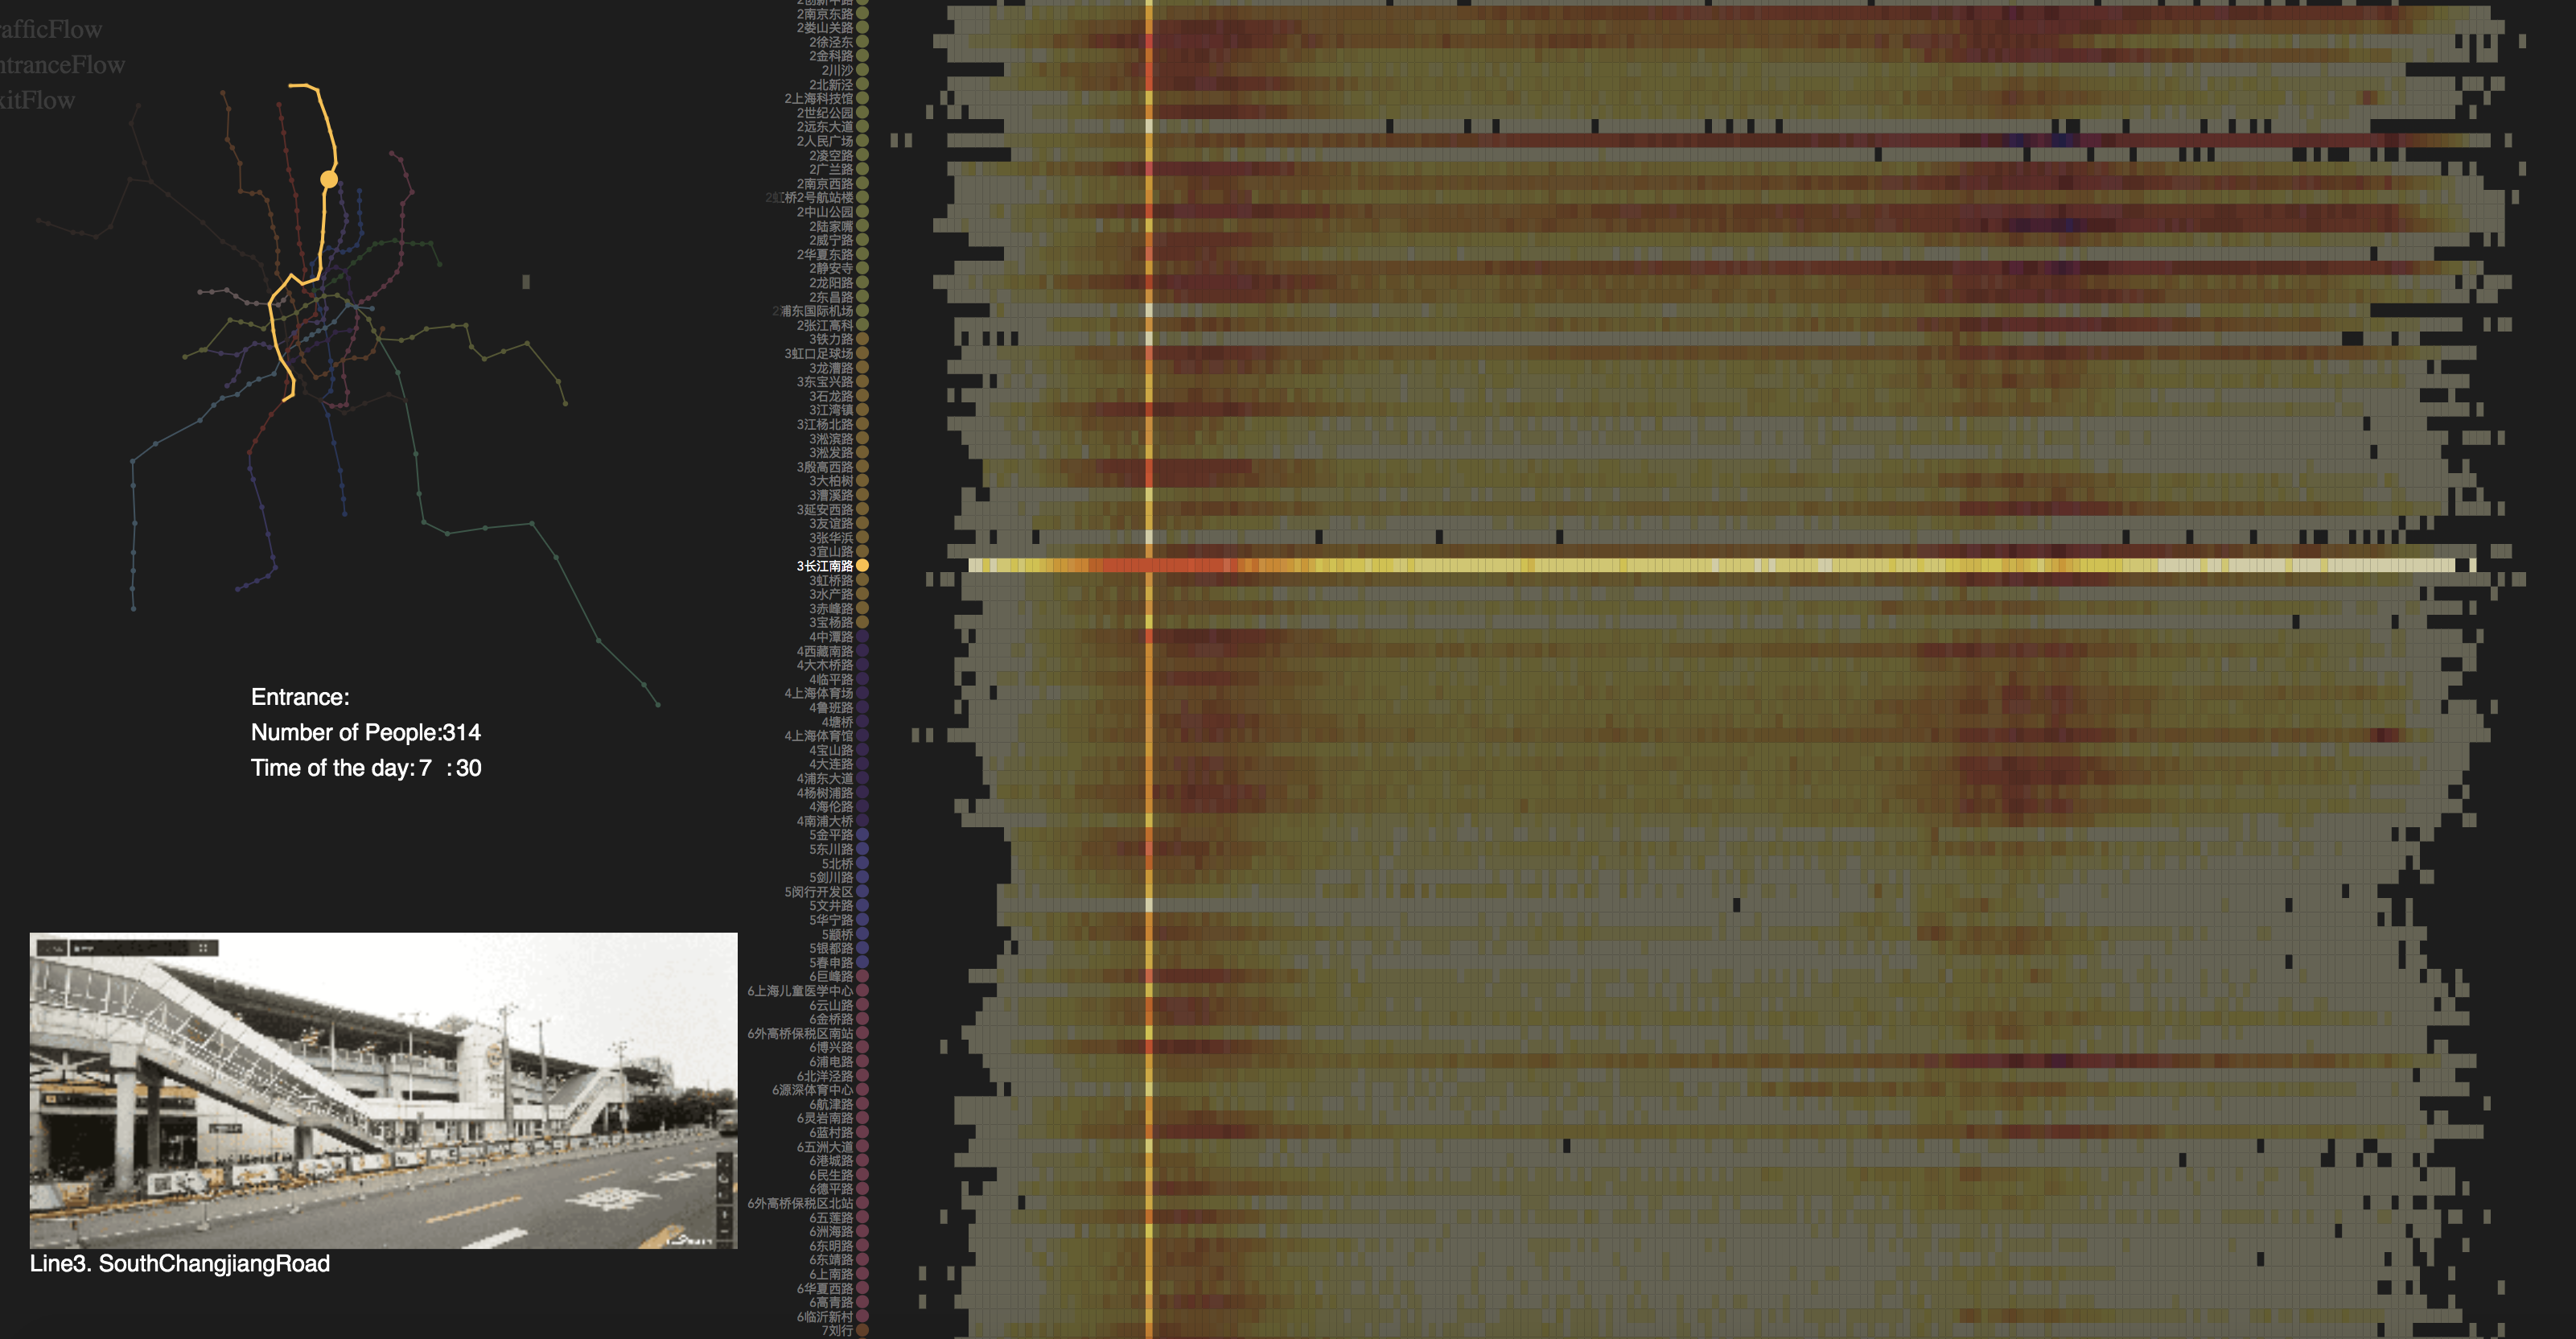 rafficFlow
ntranceFlow
xitFlow
Entrance:
Number of People:314
Time of the day: 7 :30
Line3. SouthChangjiangRoad
2南京东路
2娄山关路
2徐泾东
2金科路
2川沙
2北新泾
2上海科技馆
2世纪公园
2远东大道
2人民广场
2凌空路
2广兰路
2南京西路
2虹桥2号航站楼
2中山公园
2陆家嘴
2威宁路
2华夏东路
2静安寺
2龙阳路
2东昌路
2浦东国际机场
2张江高科
3铁力路
3虹口足球场
3龙漕路
3东宝兴路
3石龙路
3江湾镇
3江杨北路
3淞滨路
3淞发路
3殷高西路
3大柏树
3漕溪路
3延安西路
3友谊路
3张华浜
3宜山路
3长江南路
3虹桥路
3水产路
3赤峰路
3宝杨路
4中潭路
4西藏南路
4大木桥路
4临平路
4上海体育场
4鲁班路
4塘桥
4上海体育馆
4宝山路
4大连路
4浦东大道
4杨树浦路
4海伦路
4南浦大桥
5金平路
5东川路
5北桥
5剑川路
5闵行开发区
5文井路
5华宁路
5颛桥
5银都路
5春申路
6巨峰路
6上海儿童医学中心
6云山路
6金桥路
6外高桥保税区南站
6博兴路
6浦电路
6北洋泾路
6源深体育中心
6航津路
6灵岩南路
6蓝村路
6五洲大道
6港城路
6民生路
6德平路
6外高桥保税区北站
6五莲路
6洲海路
6东明路
6东靖路
6上南路
6华夏西路
6高青路
6临沂新村
7刘行